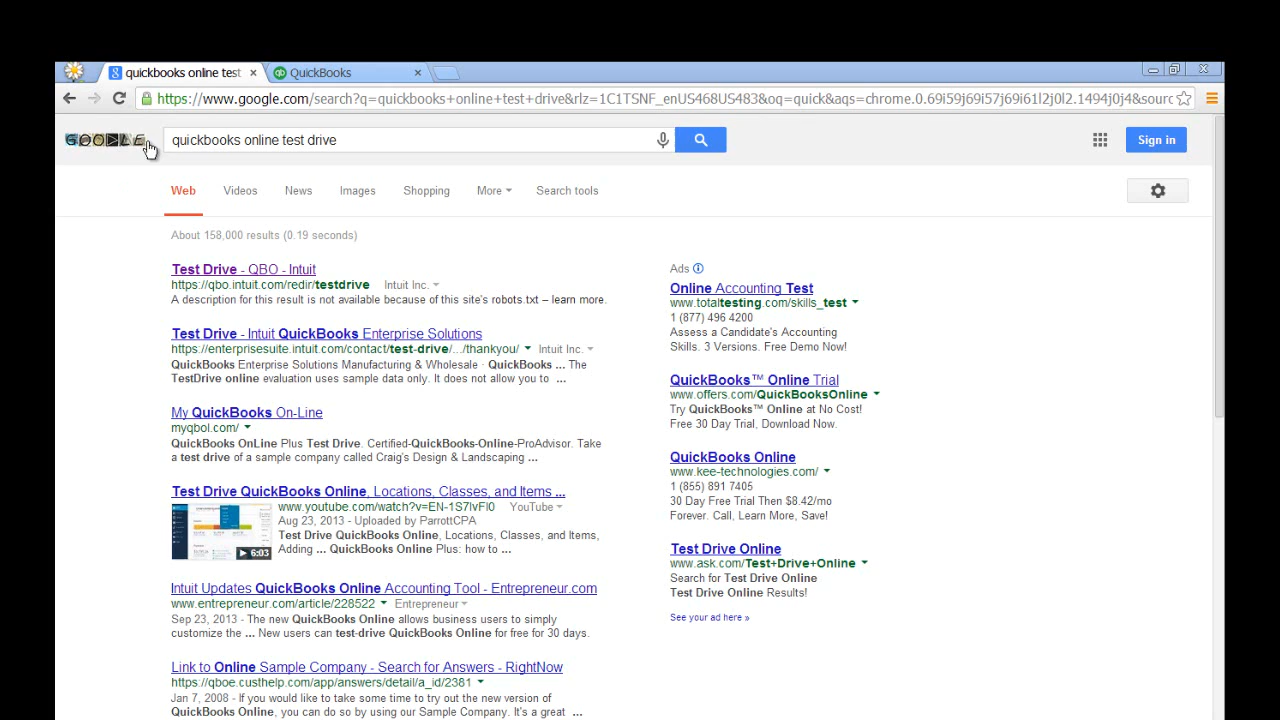 quickbooks online test
QuickBooks
https://www.google.com/search?q=quickbooks+online+test+drive&rlz=1C1TSNF_enUS468US483&oq=quick&aqs=chrome.0.69i59j69i57j69i61l2j0l2.1494j0j4&sourc
GOOGLE
quickbooks online test drive
Sign in
Web Videos News Images Shopping More Search tools
About 158,000 results (0.19 seconds)
Test Drive - QBO - Intuit
https://qbo.intuit.com/redir/testdrive Intuit Inc.
A description for this result is not available because of this site's robots.txt – learn more.
Test Drive - Intuit QuickBooks Enterprise Solutions
https://enterprisesuite.intuit.com/contact/test-drive/.../thankyou/ Intuit Inc.
QuickBooks Enterprise Solutions Manufacturing & Wholesale · QuickBooks ... The
TestDrive online evaluation uses sample data only. It does not allow you to ...
My QuickBooks On-Line
myqbol.com/
QuickBooks OnLine Plus Test Drive. Certified-QuickBooks-Online-ProAdvisor. Take
a test drive of a sample company called Craig's Design & Landscaping ...
Test Drive QuickBooks Online, Locations, Classes, and Items ...
www.youtube.com/watch?v=EN-1S7lvFl0 YouTube
Aug 23, 2013 - Uploaded by ParrottCPA
Test Drive QuickBooks Online, Locations, Classes, and Items,
Adding ... QuickBooks Online Plus: how to ...
6:03
Intuit Updates QuickBooks Online Accounting Tool - Entrepreneur.com
www.entrepreneur.com/article/228522 Entrepreneur
Sep 23, 2013 - The new QuickBooks Online allows business users to simply
customize the ... New users can test-drive QuickBooks Online for free for 30 days.
Link to Online Sample Company - Search for Answers - RightNow
https://qboe.custhelp.com/app/answers/detail/a_id/2381
Jan 7, 2008 - If you would like to take some time to try out the new version of
QuickBooks Online, you can do so by using our Sample Company. It's a great ...
Ads
Online Accounting Test
www.totaltesting.com/skills_test
1 (877) 496 4200
Assess a Candidate's Accounting
Skills. 3 Versions. Free Demo Now!
QuickBooks™ Online Trial
www.offers.com/QuickBooksOnline
Try QuickBooks™ Online at No Cost!
Free 30 Day Trial, Download Now.
QuickBooks Online
www.kee-technologies.com/
1 (855) 891 7405
30 Day Free Trial Then $8.42/mo
Forever. Call, Learn More, Save!
Test Drive Online
www.ask.com/Test+Drive+Online
Search for Test Drive Online
Test Drive Online Results!
See your ad here »